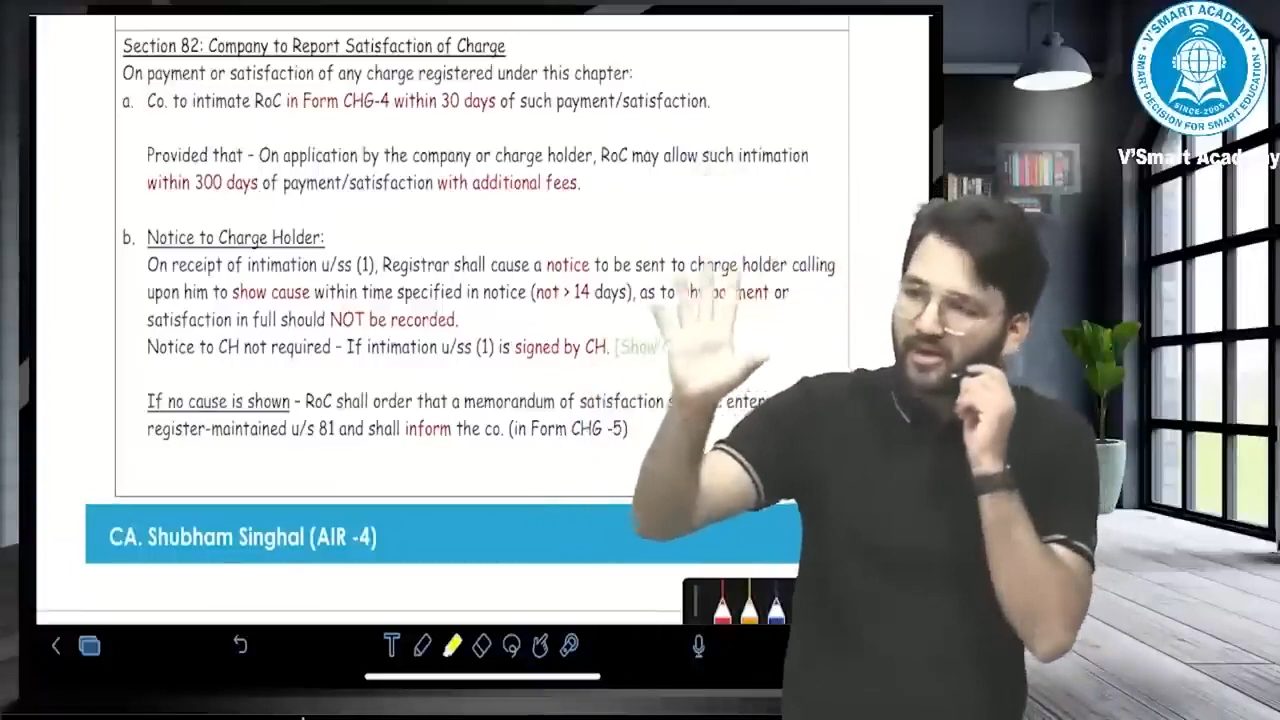 Section 82: Company to Report Satisfaction of Charge
On payment or satisfaction of any charge registered under this chapter:
a. Co. to intimate RoC in Form CHG-4 within 30 days of such payment/satisfaction.
Provided that - On application by the company or charge holder, RoC may allow such intimation
within 300 days of payment/satisfaction with additional fees.
b. Notice to Charge Holder:
On receipt of intimation u/ss (1), Registrar shall cause a notice to be sent to charge holder calling
upon him to show cause within time specified in notice (not > 14 days), as to or
satisfaction in full should NOT be recorded.
Notice to CH not required - If intimation u/ss (1) is signed by CH. [Show
If no cause is shown - RoC shall order that a memorandum of satisfaction
register-maintained u/s 81 and shall inform the co. (in Form CHG -5)
CA. Shubham Singhal (AIR -4)
V'SMART ACADEMY
SMART DECISION FOR SMART EDUCATION
SINCE-2005
V'Smart Academy